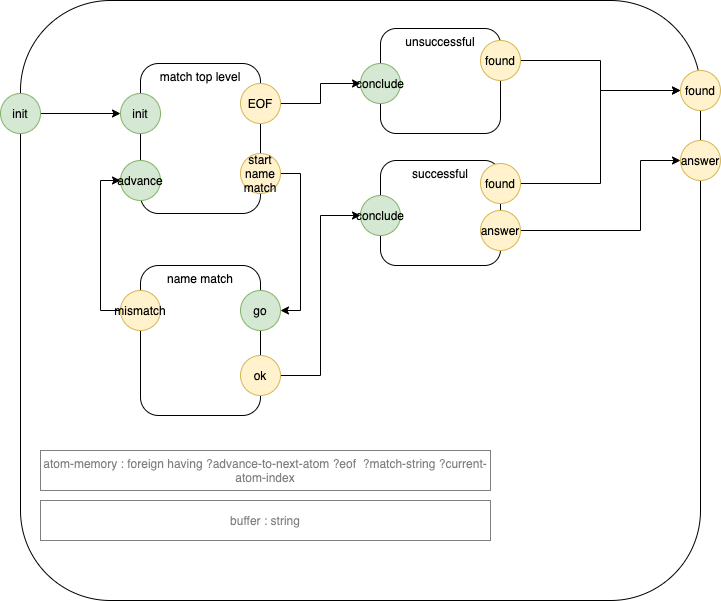 unsuccessful
found
conclude
match top level
EOF
found
init
init
start
name
match
advance
answer
successful
found
conclude
answer
name match
mismatch
go
ok
atom-memory : foreign having ?advance-to-next-atom ?eof  ?match-string ?current-
atom-index
buffer : string